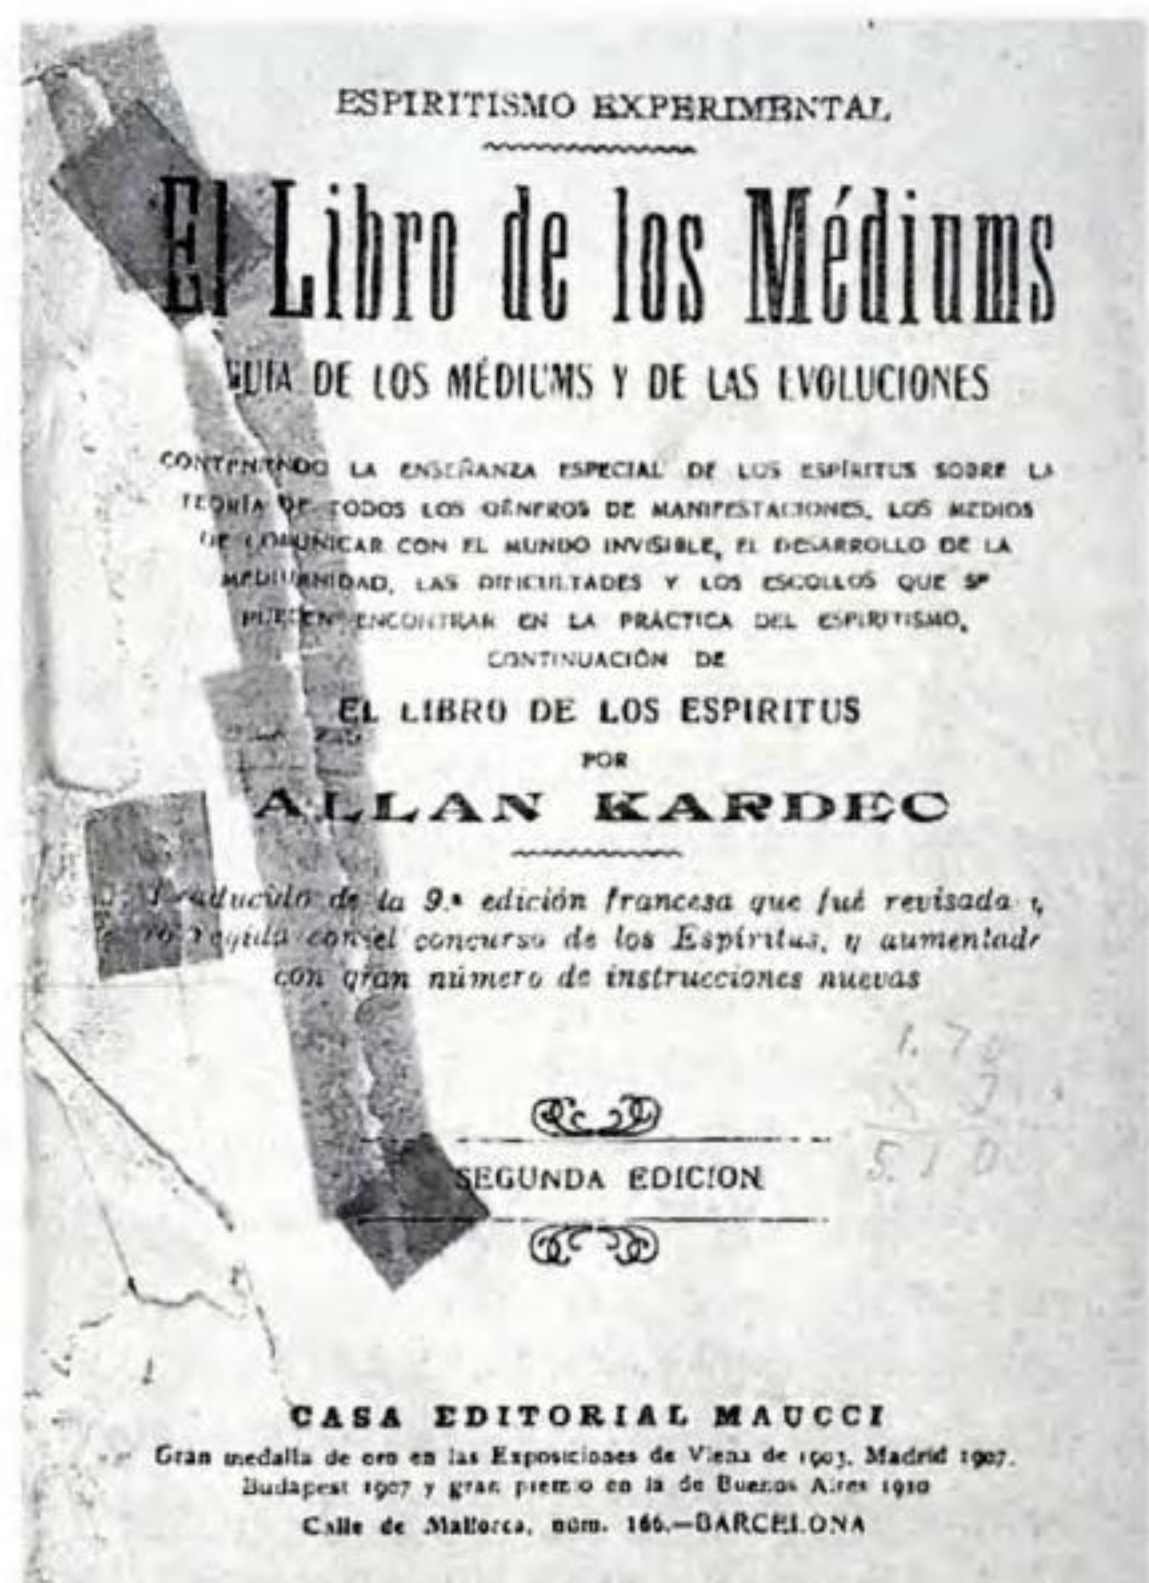 ESPIRITISMO EXPERIMENTAL
El Libro de los Médiums
GUIA DE LOS MÉDIUMS Y DE LAS EVOLUCIONES
CONTENIENDO LA ENSEÑANZA ESPECIAL DE LOS ESPÍRITUS SOBRE LA
TEORÍA DE TODOS LOS GÉNEROS DE MANIFESTACIONES, LOS MEDIOS
DE COMUNICAR CON EL MUNDO INVISIBLE, EL DESARROLLO DE LA
MEDIUMNIDAD, LAS DIFICULTADES Y LOS ESCOLLOS QUE SE
PUEDEN ENCONTRAR EN LA PRÁCTICA DEL ESPIRITISMO,
CONTINUACIÓN DE
EL LIBRO DE LOS ESPIRITUS
POR
ALLAN KARDEC
Traducido de la 9.ª edición francesa que fué revisada y
corregida con el concurso de los Espíritus, y aumentada
con gran número de instrucciones nuevas
1.70
x 3
5.10
SEGUNDA EDICION
CASA EDITORIAL MAUCCI
Gran medalla de oro en las Exposiciones de Viena de 1903, Madrid 1907,
Budapest 1907 y gran premio en la de Buenos Aires 1910
Calle de Mallorca, núm. 166.—BARCELONA